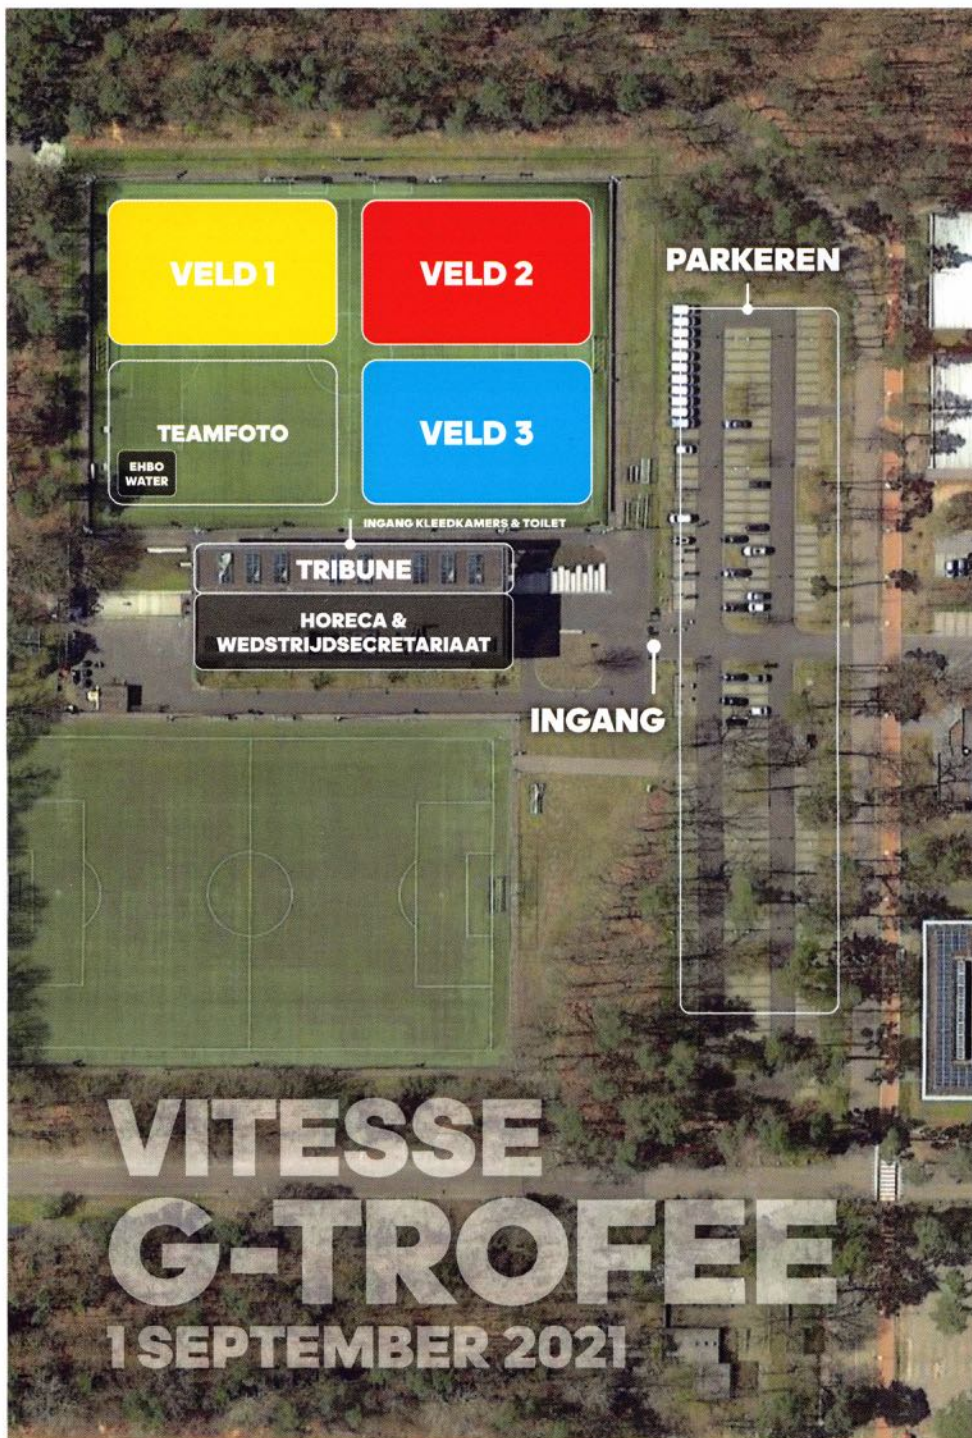 VELD 1
VELD 2
PARKEREN
TEAMFOTO
VELD 3
EHBO
WATER
INGANG KLEEDKAMERS & TOILET
TRIBUNE
HORECA &
WEDSTRIJDSECRETARIAAT
INGANG
VITESSE
G-TROFEE
1 SEPTEMBER 2021